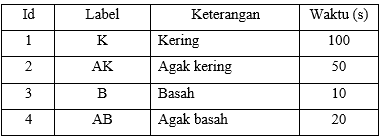 Id Label Keterangan Waktu (s)
1 K Kering 100
2 AK Agak kering 50
3 B Basah 10
4 AB Agak basah 20